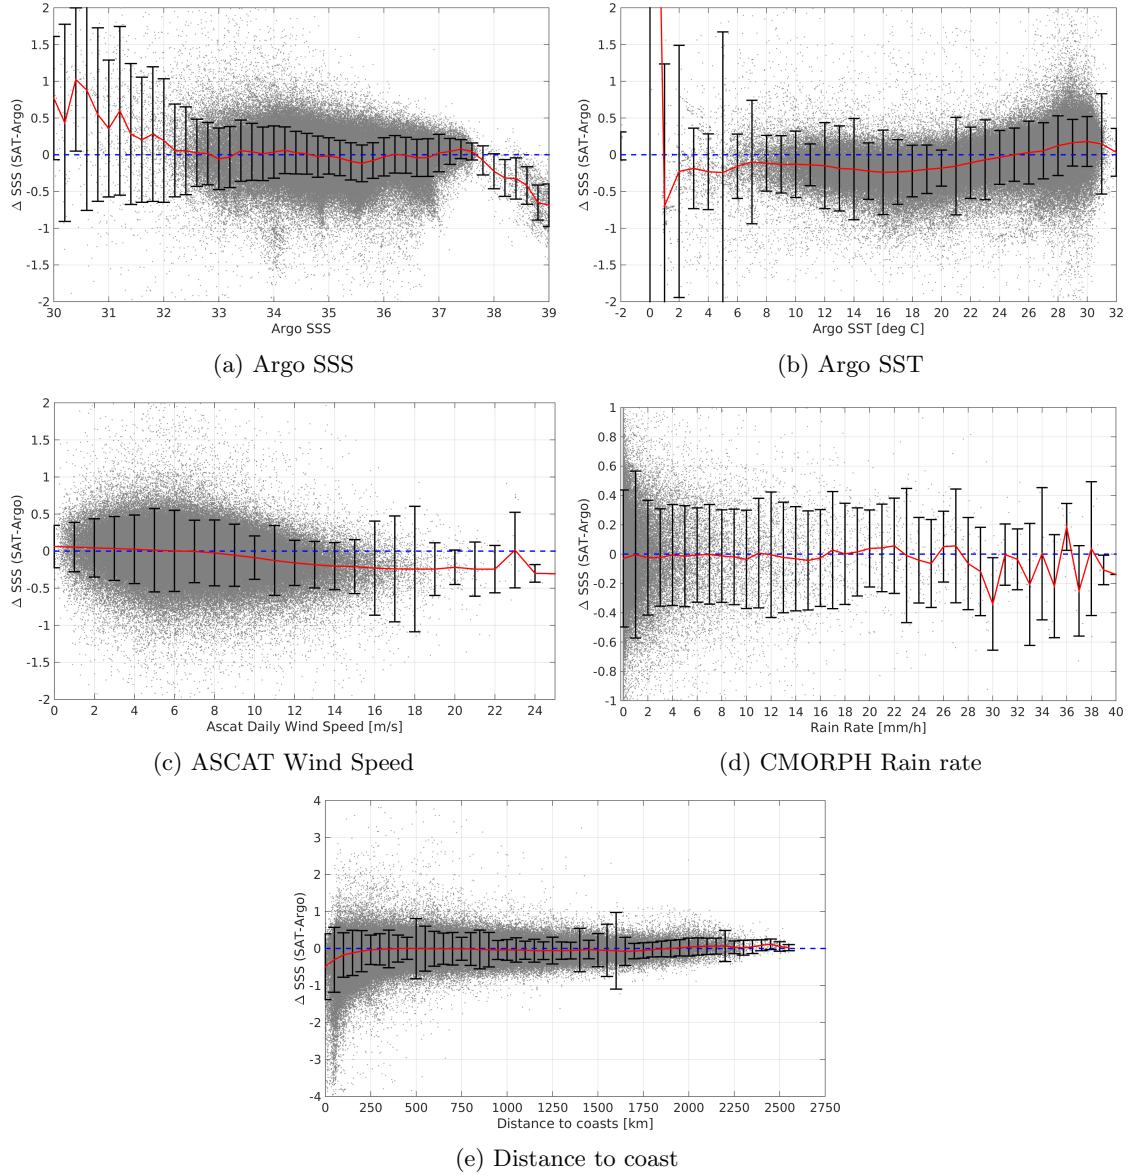 2
1.5
1
0.5
0
-0.5
-1
-1.5
-2
Δ SSS (SAT-Argo)
30 31 32 33 34 35 36 37 38 39
Argo SSS
(a) Argo SSS
2
1.5
1
0.5
0
-0.5
-1
-1.5
-2
Δ SSS (SAT-Argo)
-2 0 2 4 6 8 10 12 14 16 18 20 22 24 26 28 30 32
Argo SST [deg C]
(b) Argo SST
2
1.5
1
0.5
0
-0.5
-1
-1.5
-2
Δ SSS (SAT-Argo)
0 2 4 6 8 10 12 14 16 18 20 22 24
Ascat Daily Wind Speed [m/s]
(c) ASCAT Wind Speed
1
0.8
0.6
0.4
0.2
0
-0.2
-0.4
-0.6
-0.8
-1
Δ SSS (SAT-Argo)
0 2 4 6 8 10 12 14 16 18 20 22 24 26 28 30 32 34 36 38 40
Rain Rate [mm/h]
(d) CMORPH Rain rate
4
3
2
1
0
-1
-2
-3
-4
Δ SSS (SAT-Argo)
0 250 500 750 1000 1250 1500 1750 2000 2250 2500 2750
Distance to coasts [km]
(e) Distance to coast